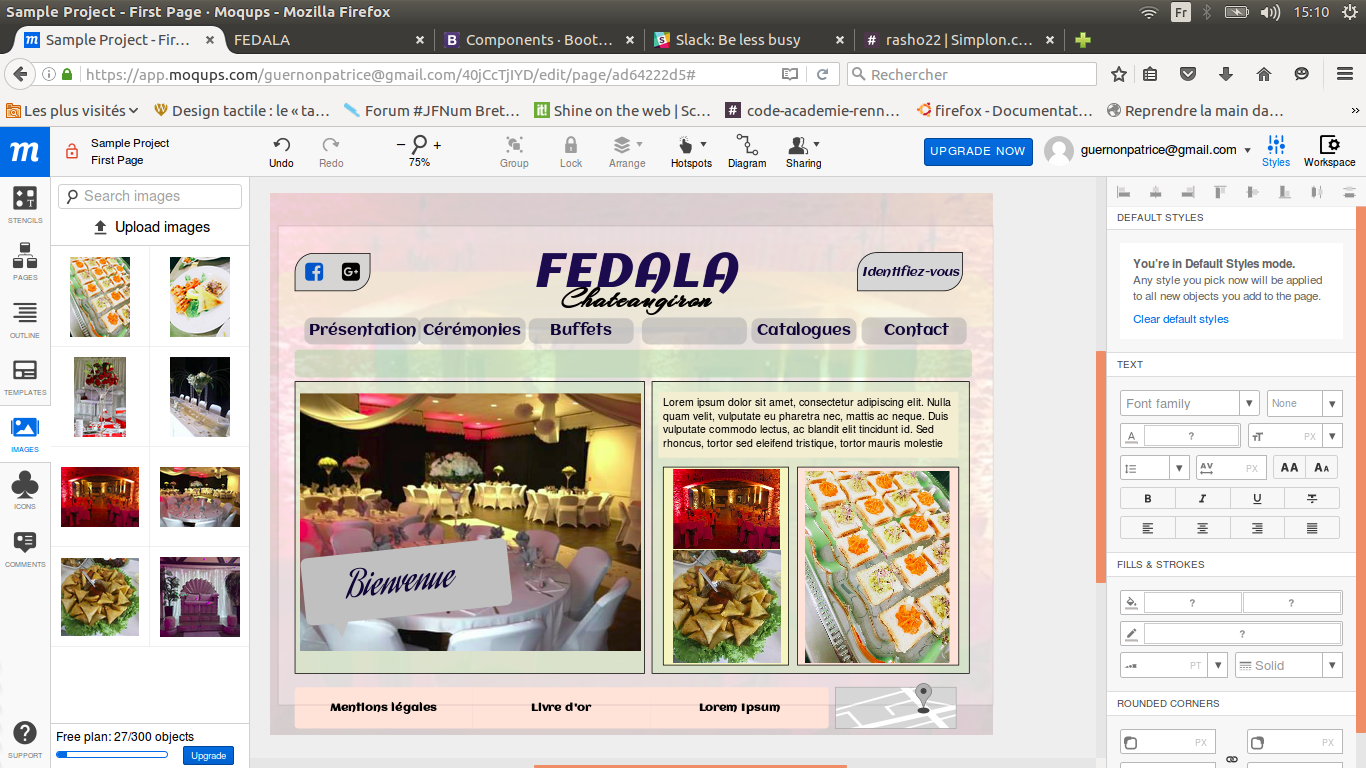 Sample Project - First Page · Moqups - Mozilla Firefox
Fr
15:10
Sample Project - Fir…
FEDALA
Components · Boot…
Slack: Be less busy
rasho22 | Simplon.c…
https://app.moqups.com/guernonpatrice@gmail.com/40jCcTjIYD/edit/page/ad64222d5#
Rechercher
Les plus visités
Design tactile : le « ta…
Forum #JFNum Bret…
Shine on the web | Sc…
code-academie-renn…
firefox - Documentat…
Reprendre la main da…
»
m
Sample Project
First Page
Undo
Redo
75%
Group
Lock
Arrange
Hotspots
Diagram
Sharing
UPGRADE NOW
guernonpatrice@gmail.com
Styles
Workspace
STENCILS
PAGES
OUTLINE
TEMPLATES
IMAGES
ICONS
COMMENTS
SUPPORT
Search images
Upload images
Free plan: 27/300 objects
Upgrade
FEDALA
Chateaugiron
Identifiez-vous
Présentation
Cérémonies
Buffets
Catalogues
Contact
Bienvenue
Lorem ipsum dolor sit amet, consectetur adipiscing elit. Nulla
quam velit, vulputate eu pharetra nec, mattis ac neque. Duis
vulputate commodo lectus, ac blandit elit tincidunt id. Sed
rhoncus, tortor sed eleifend tristique, tortor mauris molestie
Mentions légales
Livre d'or
Lorem Ipsum
DEFAULT STYLES
You're in Default Styles mode.
Any style you pick now will be applied
to all new objects you add to the page.
Clear default styles
TEXT
Font family
None
A
?
PX
AV
PX
AA
AA
B
I
U
FILLS & STROKES
?
?
?
PT
Solid
ROUNDED CORNERS
PX
PX